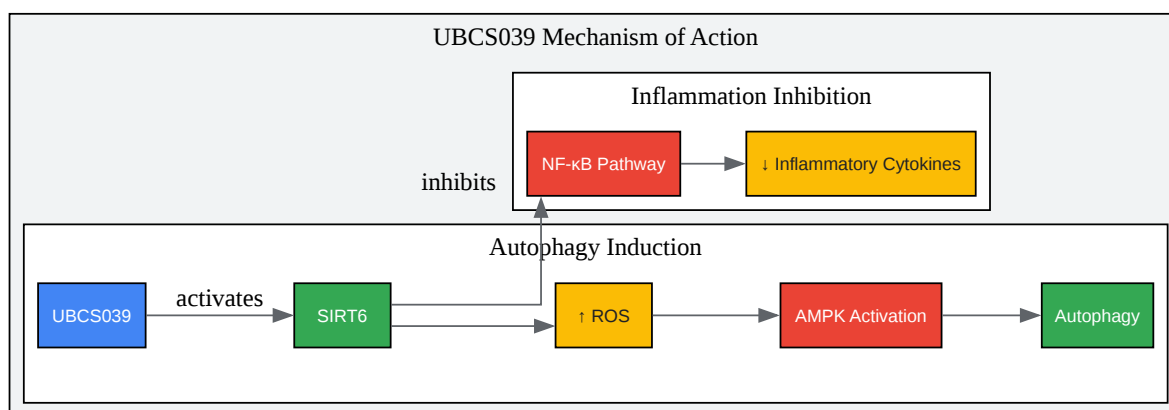 UBCS039 Mechanism of Action
Inflammation Inhibition
NF-κB Pathway
↓ Inflammatory Cytokines
inhibits
Autophagy Induction
UBCS039
activates
SIRT6
↑ ROS
AMPK Activation
Autophagy